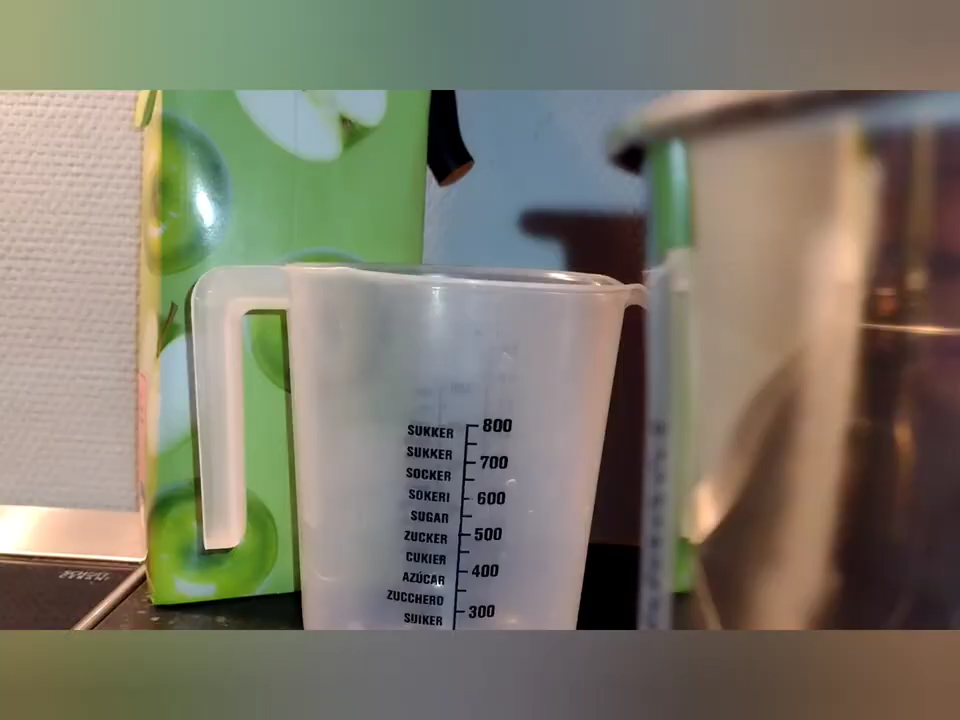 SUKKER 800
SUKKER 700
SOCKER
SOKERI 600
SUGAR
ZUCKER 500
CUKIER
AZÚCAR 400
ZUCCHERO
SUIKER 300